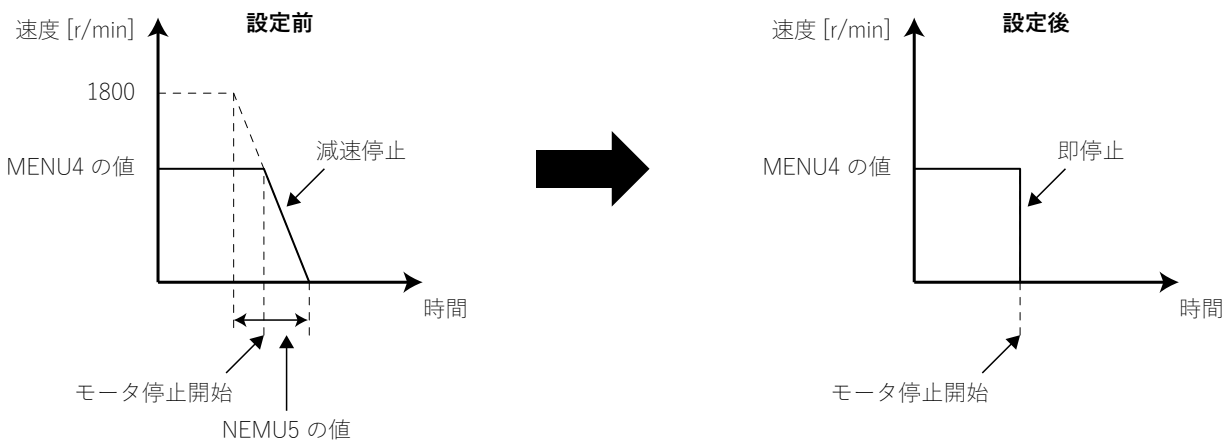 設定前
速度 [r/min]
1800
MENU4 の値
減速停止
時間
モータ停止開始
NEMU5 の値
設定後
速度 [r/min]
MENU4 の値
即停止
時間
モータ停止開始